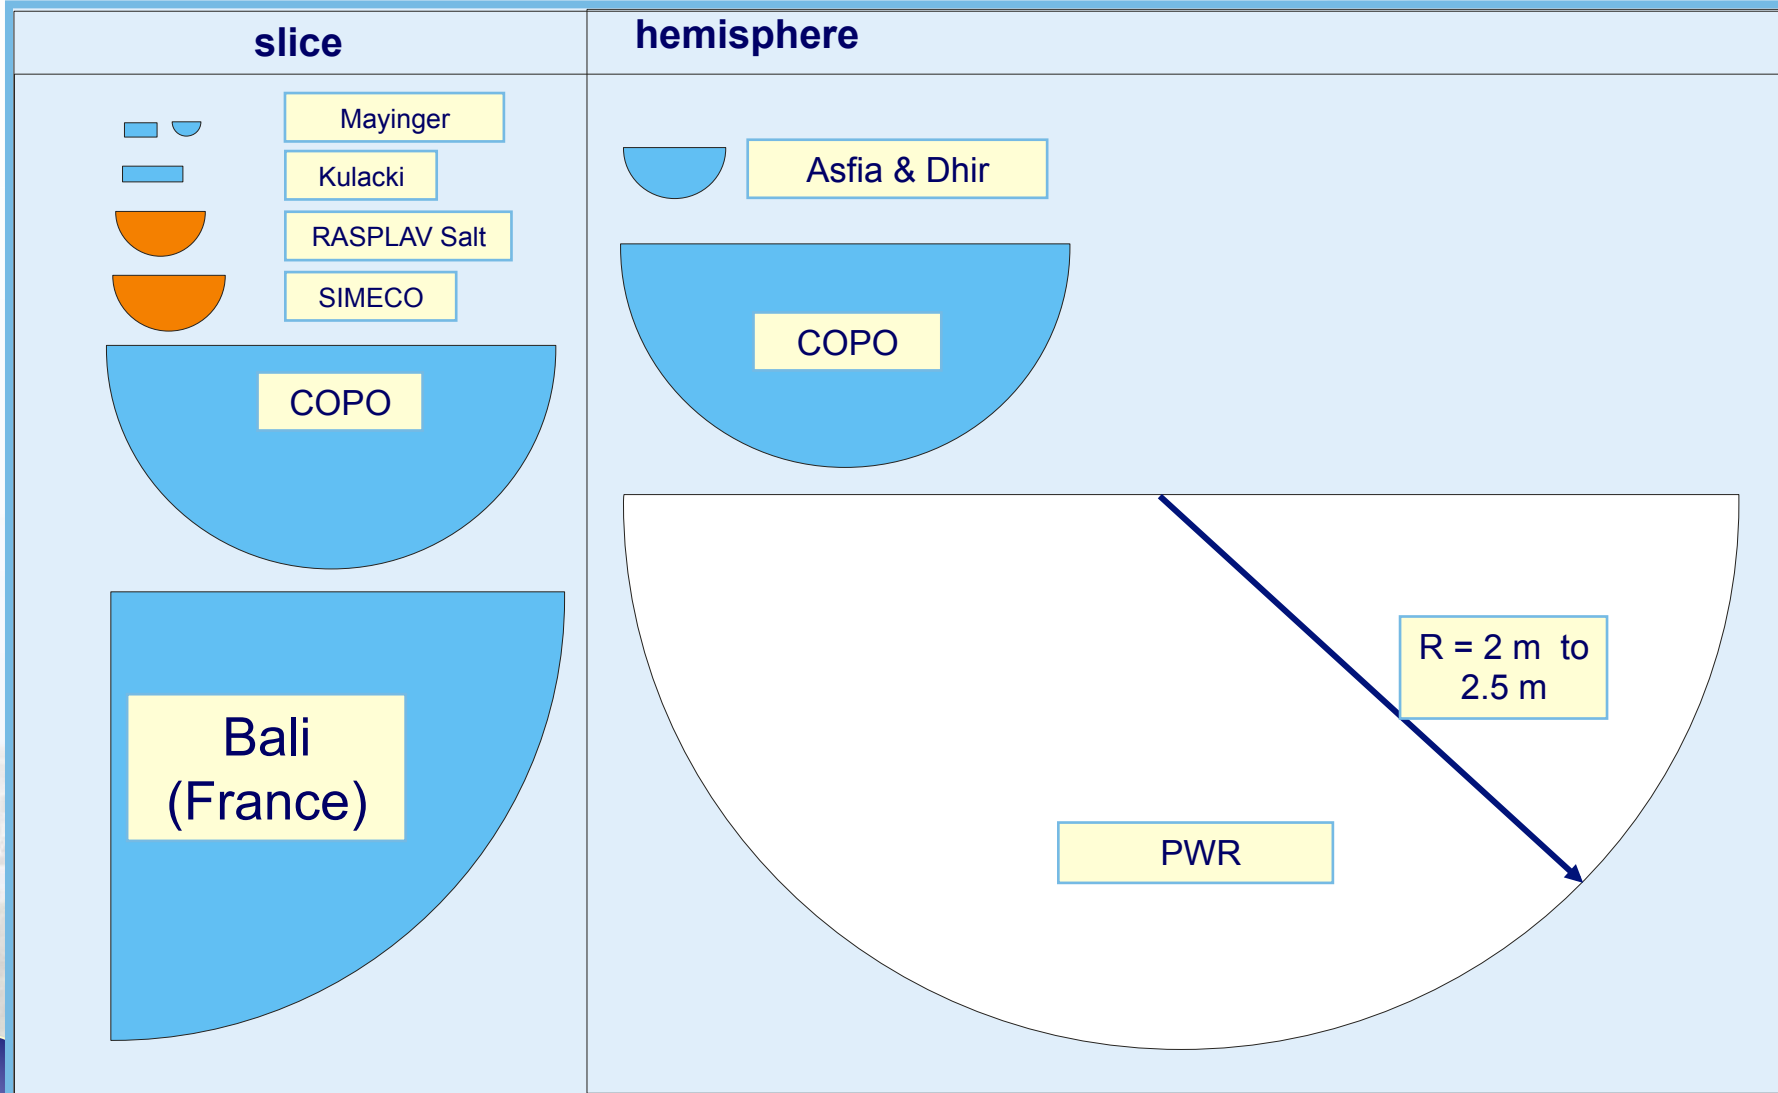 slice
hemisphere
Mayinger
Kulacki
RASPLAV Salt
SIMECO
COPO
Bali
(France)
Asfia & Dhir
COPO
R = 2 m to
2.5 m
PWR